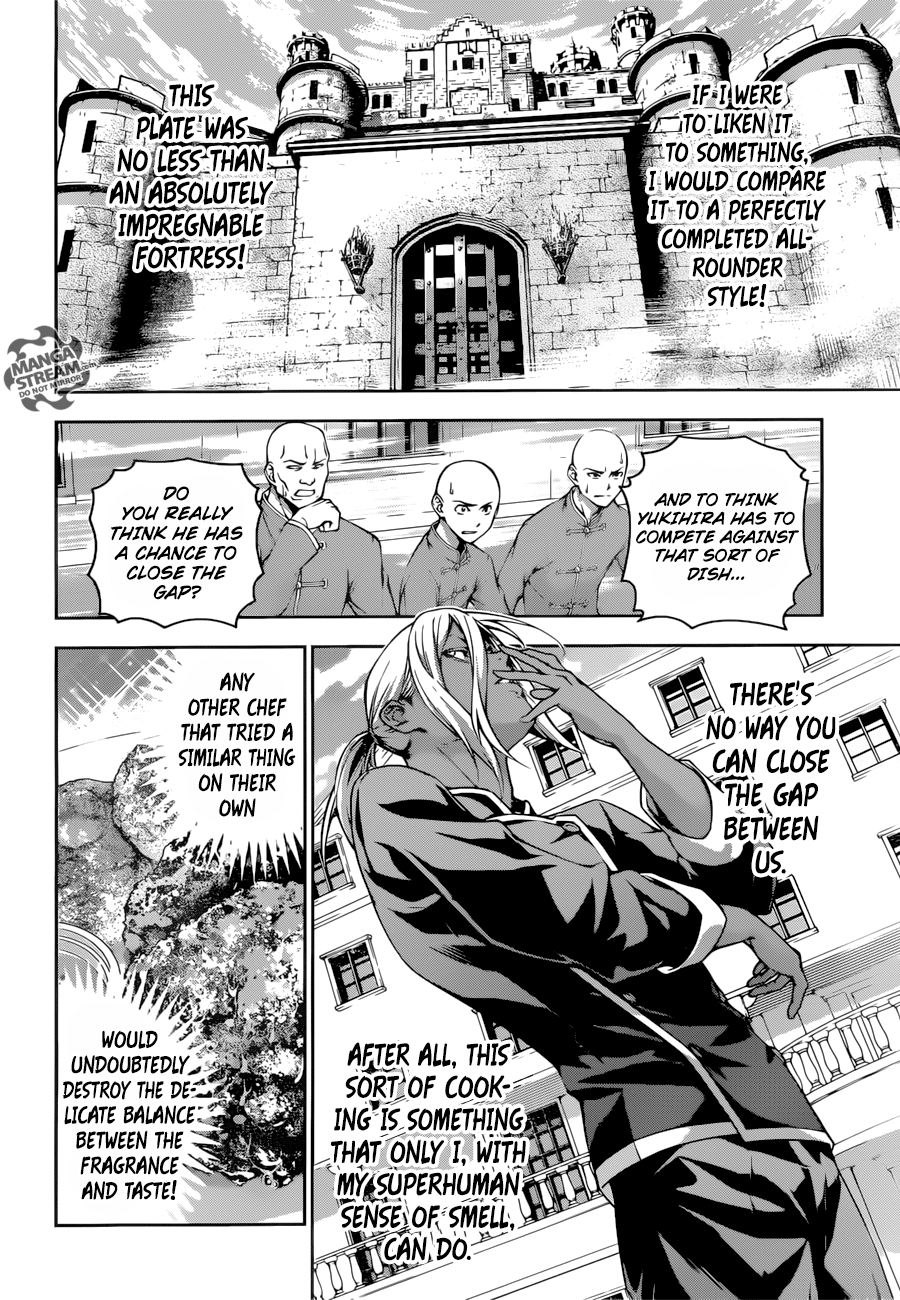 IF I WERE
TO LIKEN IT
TO SOMETHING,
I WOULD COMPARE
IT TO A PERFECTLY
COMPLETED ALL-
ROUNDER
STYLE!
THIS
PLATE WAS
NO LESS THAN
AN ABSOLUTELY
IMPREGNABLE
FORTRESS!
MANGA
STREAM.com
DO NOT MIRROR
AND TO THINK
YUKIHIRA HAS TO
COMPETE AGAINST
THAT SORT OF
DISH...
DO
YOU REALLY
THINK HE HAS
A CHANCE TO
CLOSE THE
GAP?
THERE'S
NO WAY YOU
CAN CLOSE
THE GAP
BETWEEN
US.
AFTER ALL, THIS
SORT OF COOK-
ING IS SOMETHING
THAT ONLY I, WITH
MY SUPERHUMAN
SENSE OF SMELL,
CAN DO.
ANY
OTHER CHEF
THAT TRIED A
SIMILAR THING
ON THEIR
OWN
WOULD
UNDOUBTEDLY
DESTROY THE DE-
LICATE BALANCE
BETWEEN THE
FRAGRANCE
AND TASTE!